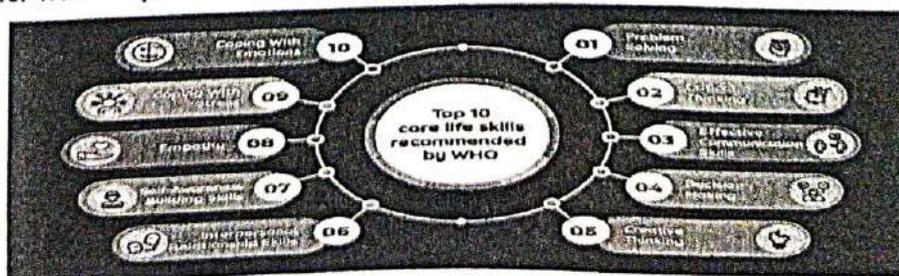 Top 10
core life skills
recommended
by WHO
01
Problem
Solving
02
03
Effective
Communication
Skills
04
Decision
Making
05
Creative
Thinking
06
Interpersonal
Relationship Skills
07
Self-Awareness
Building Skills
08
Empathy
09
Coping With
10
Coping With
Emotions